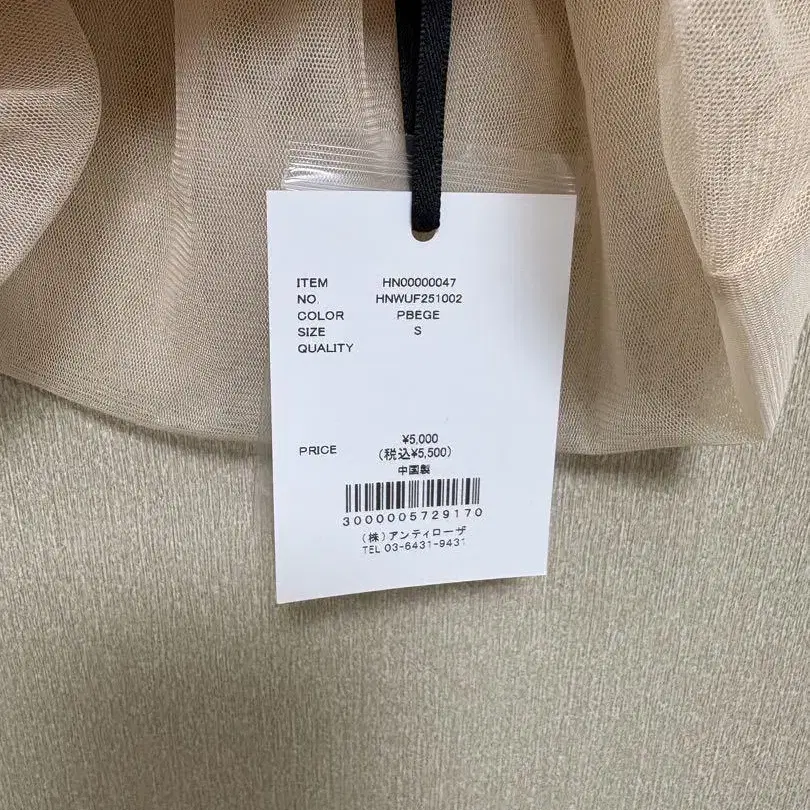 ITEM HN00000047
NO. HNWUF251002
COLOR PBEGE
SIZE S
QUALITY
¥5,000
PRICE (税込¥5,500)
中国製
3000005729170
(株)アンティローザ
TEL 03-6431-9431